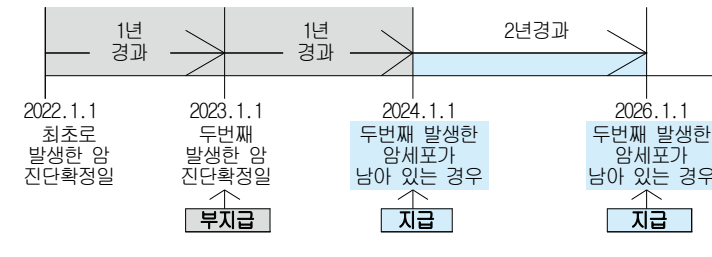 1년
경과
1년
경과
2년경과
2022.1.1
최초로
발생한 암
진단확정일
2023.1.1
두번째
발생한 암
진단확정일
부지급
2024.1.1
두번째 발생한
암세포가
남아 있는 경우
지급
2026.1.1
두번째 발생한
암세포가
남아 있는 경우
지급